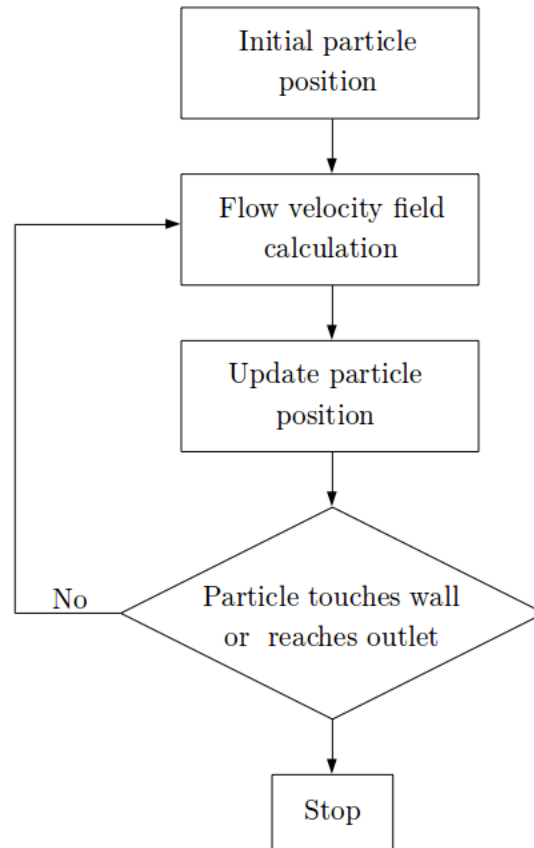 Initial particle
position
Flow velocity field
calculation
Update particle
position
No
Particle touches wall
or reaches outlet
Stop